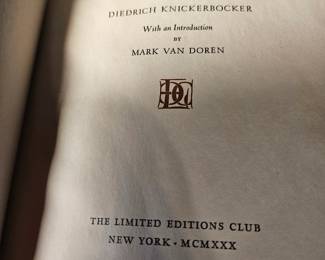 DIEDRICH KNICKERBOCKER
With an Introduction
BY
MARK VAN DOREN
THE LIMITED EDITIONS CLUB
NEW YORK · MCMXXX